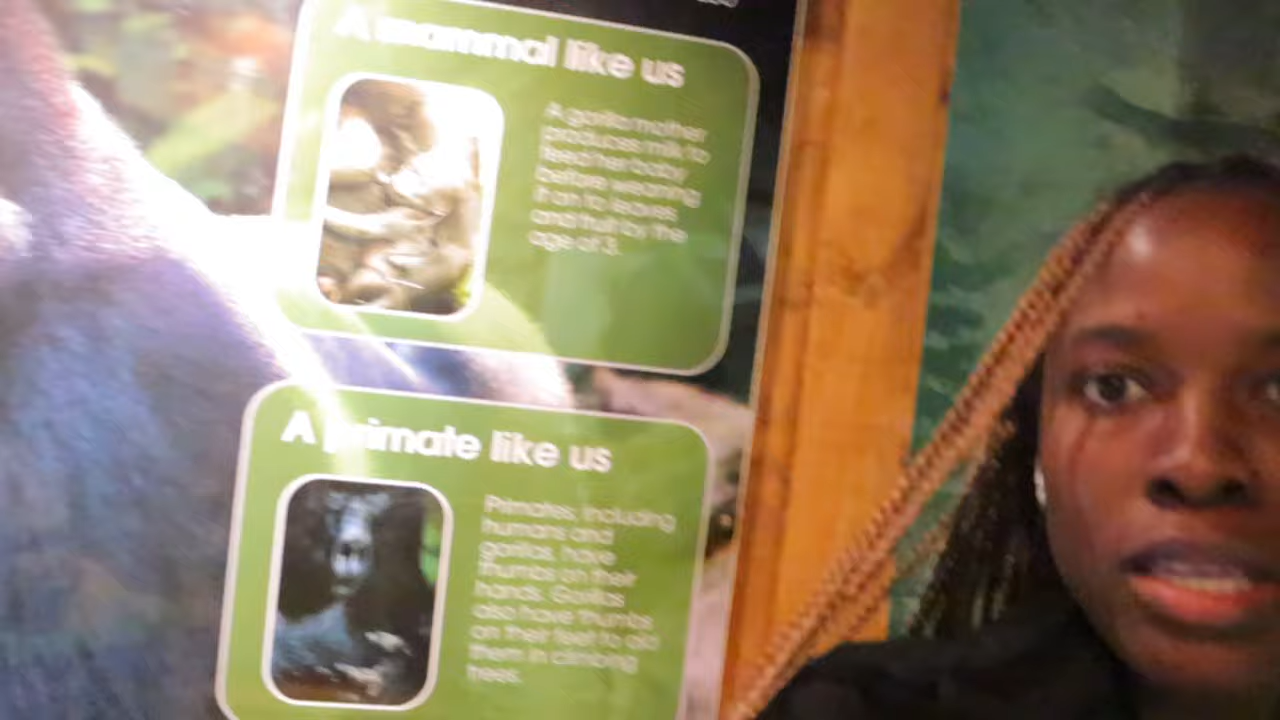 A mammal like us
A gorilla mother
produces milk to
feed her baby
before weaning
it on to leaves
and fruit by the
age of 3.
A primate like us
Primates, including
humans and
gorillas, have
thumbs on their
hands. Gorillas
also have thumbs
on their feet to aid
them in climbing
trees.